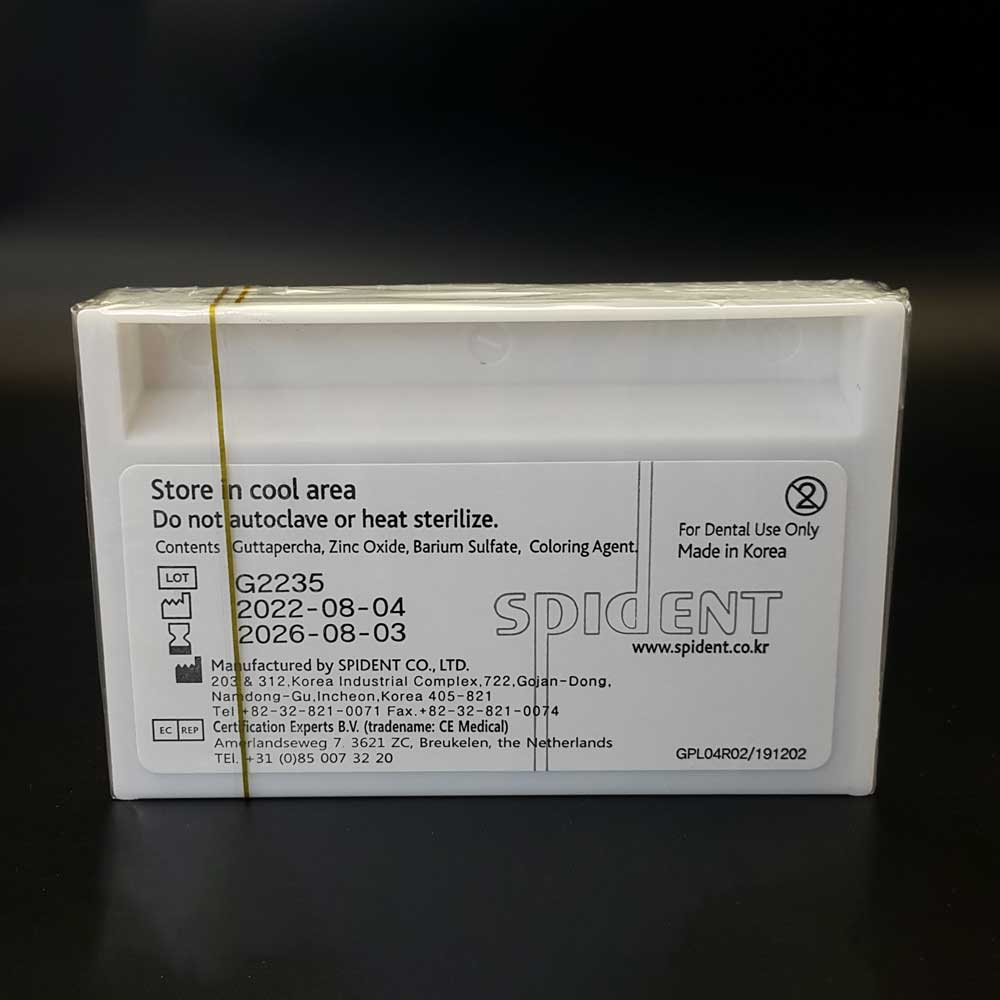 Store in cool area
Do not autoclave or heat sterilize.
Contents Guttapercha, Zinc Oxide, Barium Sulfate, Coloring Agent.
2
For Dental Use Only
Made in Korea
LOT G2235
2022-08-04
2026-08-03
SPIDENT
www.spident.co.kr
Manufactured by SPIDENT CO., LTD.
203 & 312,Korea Industrial Complex,722,Gojan-Dong,
Namdong-Gu,Incheon,Korea 405-821
Tel +82-32-821-0071 Fax.+82-32-821-0074
EC REP Certification Experts B.V. (tradename: CE Medical)
Amerlandseweg 7. 3621 ZC, Breukelen, the Netherlands
TEL. +31 (0)85 007 32 20
GPL04R02/191202